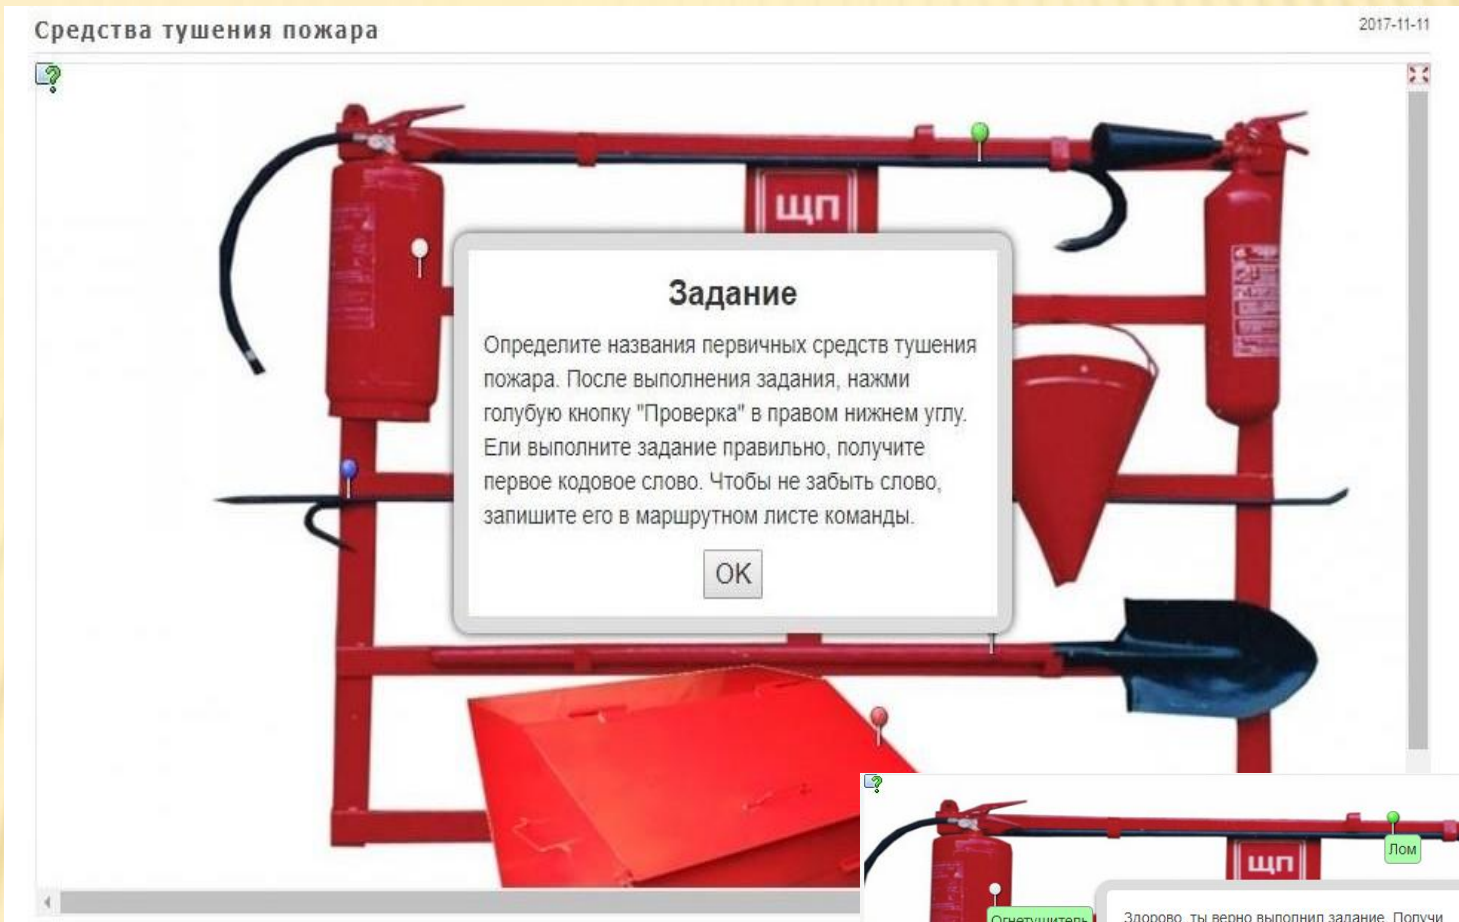 Средства тушения пожара
2017-11-11
ЩП
Задание
Определите названия первичных средств тушения
пожара. После выполнения задания, нажми
голубую кнопку "Проверка" в правом нижнем углу.
Ели выполните задание правильно, получите
первое кодовое слово. Чтобы не забыть слово,
запишите его в маршрутном листе команды.
OK
Лом
ЩП
Огнетушитель
Здорово, ты верно выполнил задание. Получи